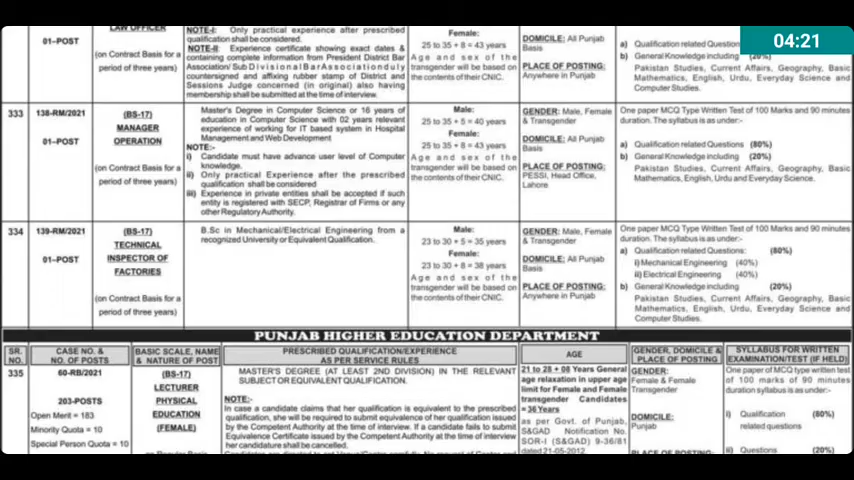 LAW OFFICER
01-POST
(on Contract Basis for a
period of three years)
NOTE-I: Only practical experience after prescribed
qualification shall be considered.
NOTE-II: Experience certificate showing exact dates &
containing complete information from President District Bar
Association/ Sub Divisional Bar Association duly
countersigned and affixing rubber stamp of District and
Sessions Judge concerned (in original) also having
membership shall be submitted at the time of interview.
Female:
25 to 35 + 8 = 43 years
Age and sex of the
transgender will be based on
the contents of their CNIC.
DOMICILE: All Punjab
Basis
PLACE OF POSTING:
Anywhere in Punjab
04:21
a) Qualification related Questions
b) General Knowledge including (20%)
Pakistan Studies, Current Affairs, Geography, Basic
Mathematics, English, Urdu, Everyday Science and
Computer Studies.
333
138-RM/2021
01-POST
(BS-17)
MANAGER
OPERATION
(on Contract Basis for a
period of three years)
Master's Degree in Computer Science or 16 years of
education in Computer Science with 02 years relevant
experience of working for IT based system in Hospital
Management and Web Development
NOTE:-
i) Candidate must have advance user level of Computer
knowledge.
ii) Only practical Experience after the prescribed
qualification shall be considered
iii) Experience in private entities shall be accepted if such
entity is registered with SECP, Registrar of Firms or any
other Regulatory Authority.
Male:
25 to 35 + 5 = 40 years
Female:
25 to 35 + 8 = 43 years
Age and sex of the
transgender will be based on
the contents of their CNIC.
GENDER: Male, Female
& Transgender
DOMICILE: All Punjab
Basis
PLACE OF POSTING:
PESSI, Head Office,
Lahore
One paper MCQ Type Written Test of 100 Marks and 90 minutes
duration. The syllabus is as under:-
a) Qualification related Questions (80%)
b) General Knowledge including (20%)
Pakistan Studies, Current Affairs, Geography, Basic
Mathematics, English, Urdu and Everyday Science.
334
139-RM/2021
01-POST
(BS-17)
TECHNICAL
INSPECTOR OF
FACTORIES
(on Contract Basis for a
period of three years)
B.Sc in Mechanical/Electrical Engineering from a
recognized University or Equivalent Qualification.
Male:
23 to 30 + 5 = 35 years
Female:
23 to 30 + 8 = 38 years
Age and sex of the
transgender will be based on
the contents of their CNIC.
GENDER: Male, Female
& Transgender
DOMICILE: All Punjab
Basis
PLACE OF POSTING:
Anywhere in Punjab
One paper MCQ Type Written Test of 100 Marks and 90 minutes
duration. The syllabus is as under:-
a) Qualification related Questions: (80%)
i) Mechanical Engineering (40%)
ii) Electrical Engineering (40%)
b) General Knowledge including (20%)
Pakistan Studies, Current Affairs, Geography, Basic
Mathematics, English, Urdu, Everyday Science and
Computer Studies.
PUNJAB HIGHER EDUCATION DEPARTMENT
SR.
NO.
CASE NO. &
NO. OF POSTS
BASIC SCALE, NAME
& NATURE OF POST
PRESCRIBED QUALIFICATION/EXPERIENCE
AS PER SERVICE RULES
AGE
GENDER, DOMICILE &
PLACE OF POSTING
SYLLABUS FOR WRITTEN
EXAMINATION/TEST (IF HELD)
335
60-RB/2021
203-POSTS
Open Merit = 183
Minority Quota = 10
Special Person Quota = 10
(BS-17)
LECTURER
PHYSICAL
EDUCATION
(FEMALE)
MASTER'S DEGREE (AT LEAST 2ND DIVISION) IN THE RELEVANT
SUBJECT OR EQUIVALENT QUALIFICATION.
NOTE:-
In case a candidate claims that her qualification is equivalent to the prescribed
qualification, she will be required to submit equivalence of her qualification issued
by the Competent Authority at the time of interview. If a candidate fails to submit
Equivalence Certificate issued by the Competent Authority at the time of interview
her candidature shall be cancelled.
21 to 28 + 08 Years General
age relaxation in upper age
limit for Female and Female
transgender Candidates
= 36 Years
as per Govt. of Punjab,
S&GAD Notification No.
SOR-I (S&GAD) 9-36/81
dated 21-05-2012
GENDER:
Female & Female
Transgender
DOMICILE:
Punjab
One paper of MCQ type written test
of 100 marks of 90 minutes
duration syllabus is as under:-
i) Qualification (80%)
related questions
ii) Questions (20%)